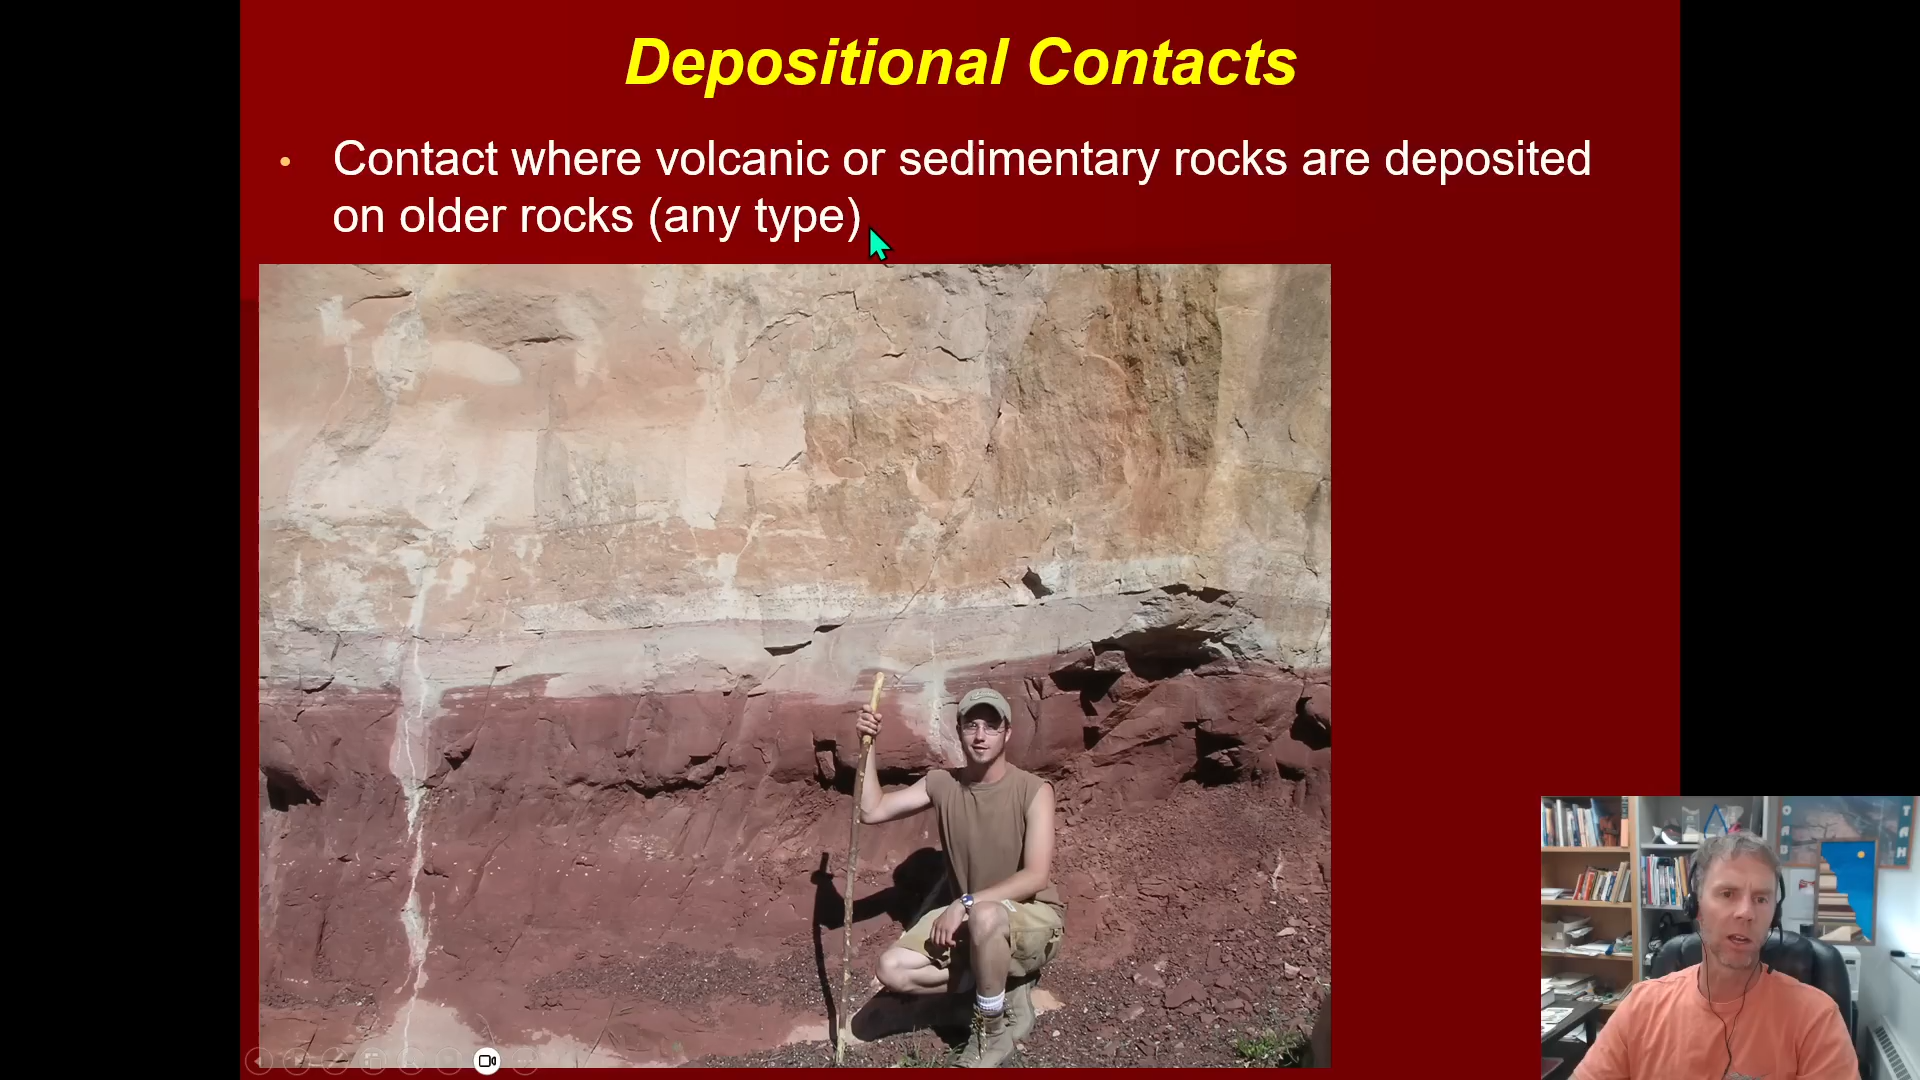 Depositional Contacts
• Contact where volcanic or sedimentary rocks are deposited
on older rocks (any type)